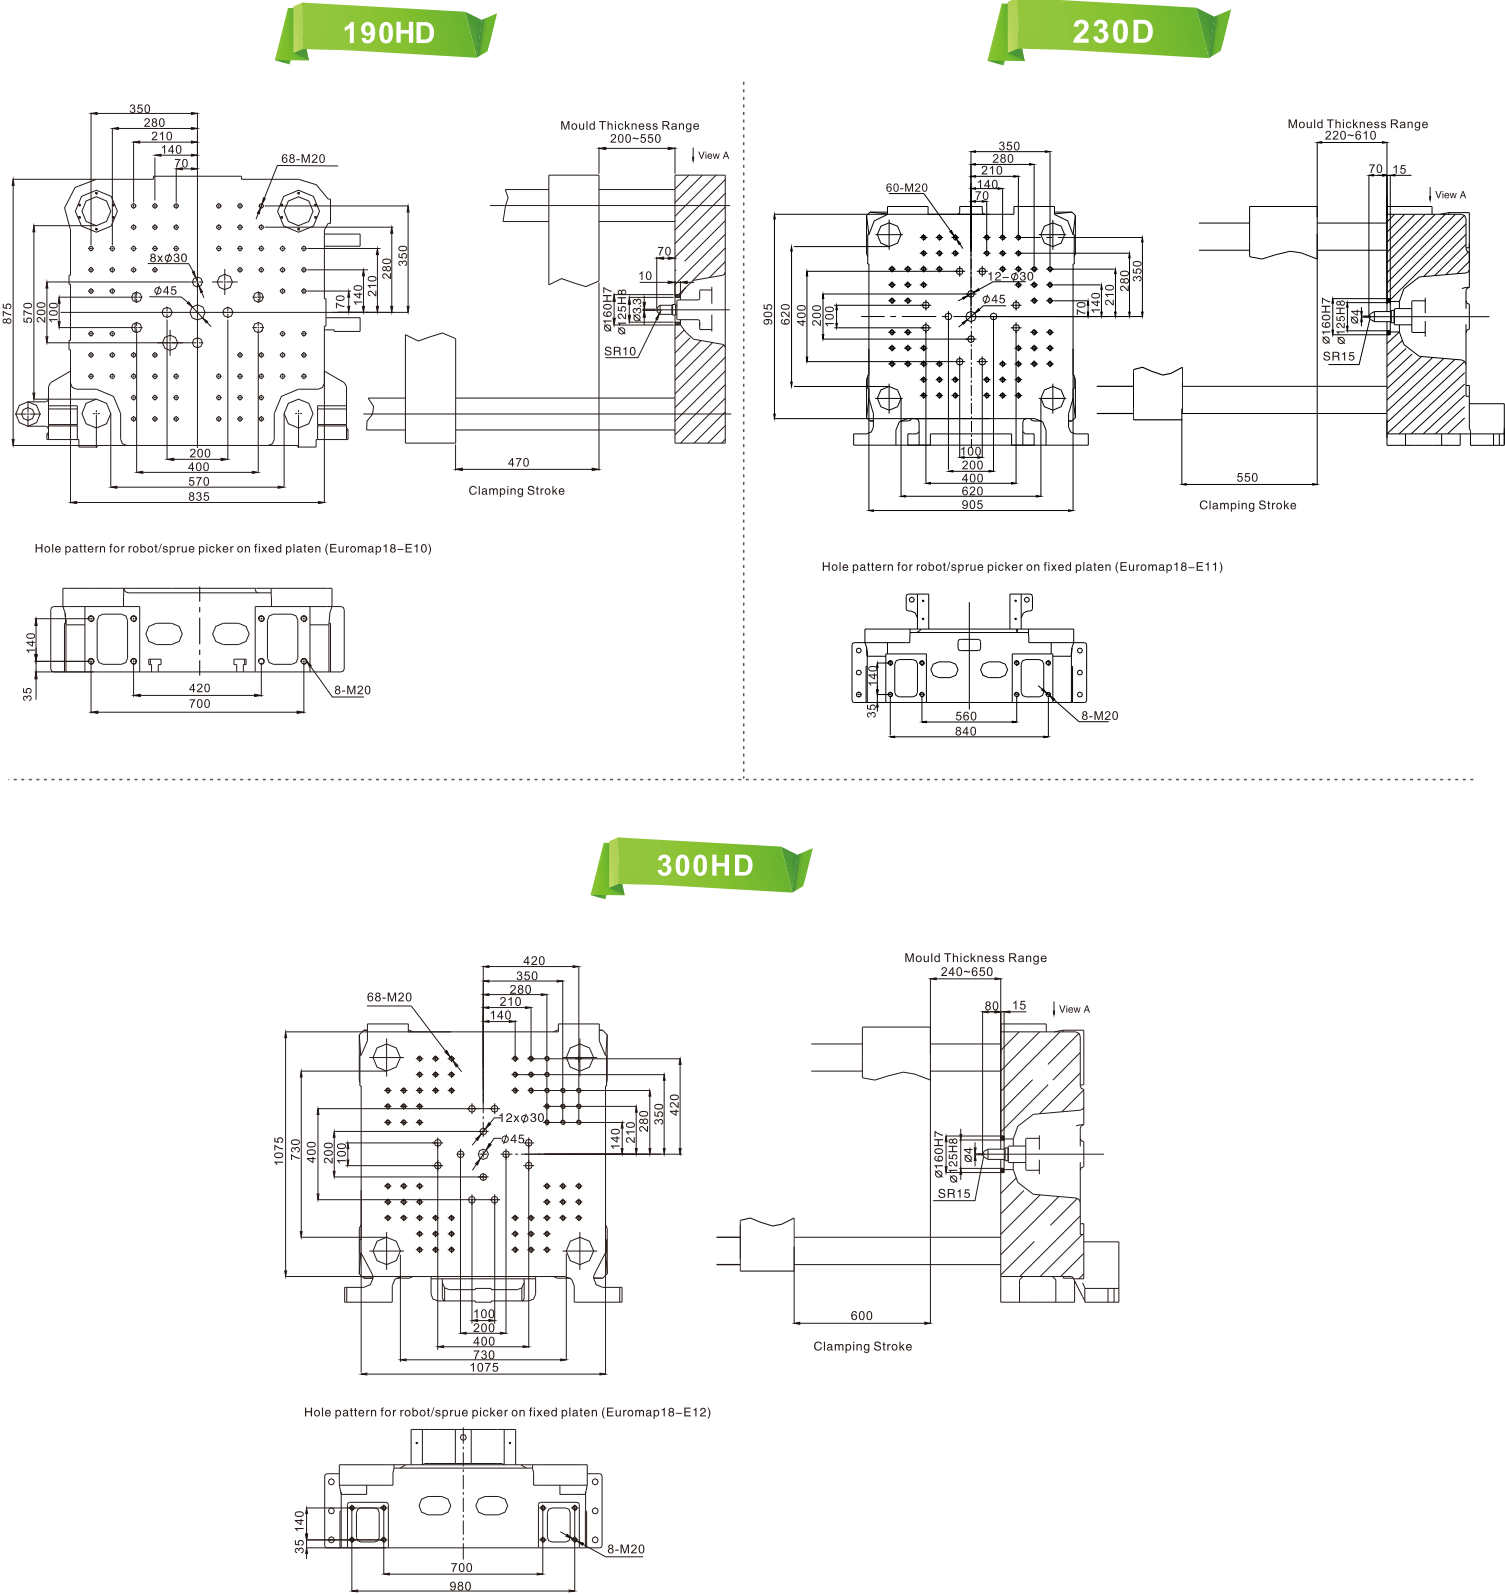 190HD
350
280
210
140
70
68-M20
8xØ30
Ø45
875
570
200
100
70
140
210
280
350
200
400
570
835
Mould Thickness Range
200~550
View A
70
10
Ø160H7
Ø125H8
Ø3.3
SR10
470
Clamping Stroke
Hole pattern for robot/sprue picker on fixed platen (Euromap18–E10)
140
35
420
700
8-M20
230D
350
280
210
140
70
60-M20
12–Ø30
Ø45
905
620
400
200
100
70
140
210
280
350
100
200
400
620
905
Mould Thickness Range
220~610
70
15
View A
Ø160H7
Ø125H8
Ø4
SR15
550
Clamping Stroke
Hole pattern for robot/sprue picker on fixed platen (Euromap18–E11)
140
35
560
840
8-M20
300HD
420
350
280
210
140
68-M20
12xØ30
Ø45
1075
730
400
200
100
140
210
280
350
420
100
200
400
730
1075
Mould Thickness Range
240~650
80
15
View A
Ø160H7
Ø125H8
Ø4
SR15
600
Clamping Stroke
Hole pattern for robot/sprue picker on fixed platen (Euromap18–E12)
140
35
700
980
8-M20